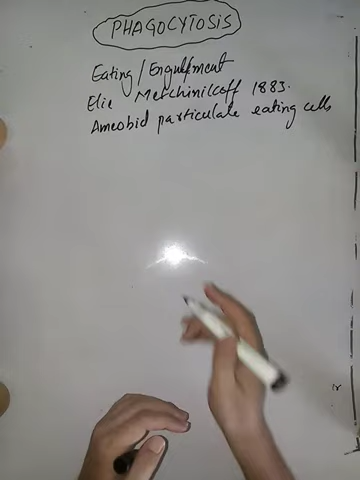 PHAGOCYTOSIS
Eating / Engulfment
Elie Metchinikoff 1883.
Ameobid particulate eating cells